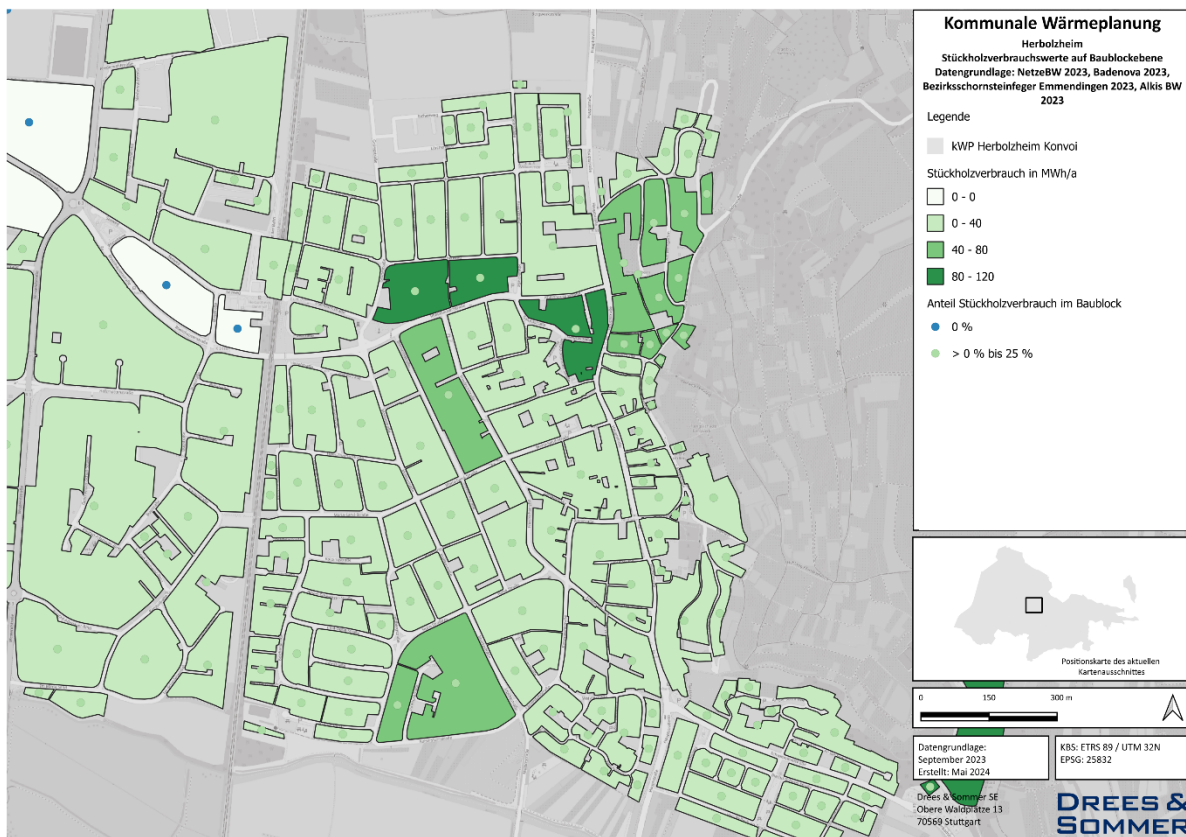 Kommunale Wärmeplanung
Herbolzheim
Stückholzverbrauchswerte auf Baublockebene
Datengrundlage: NetzeBW 2023, Badenova 2023,
Bezirksschornsteinfeger Emmendingen 2023, Alkis BW
2023
Legende
kWP Herbolzheim Konvoi
Stückholzverbrauch in MWh/a
0 - 0
0 - 40
40 - 80
80 - 120
Anteil Stückholzverbrauch im Baublock
0 %
> 0 % bis 25 %
Positionskarte des aktuellen
Kartenausschnittes
0 150 300 m
Datengrundlage:
September 2023
Erstellt: Mai 2024
KBS: ETRS 89 / UTM 32N
EPSG: 25832
Drees & Sommer SE
Obere Waldplätze 13
70569 Stuttgart
DREES &
SOMMER